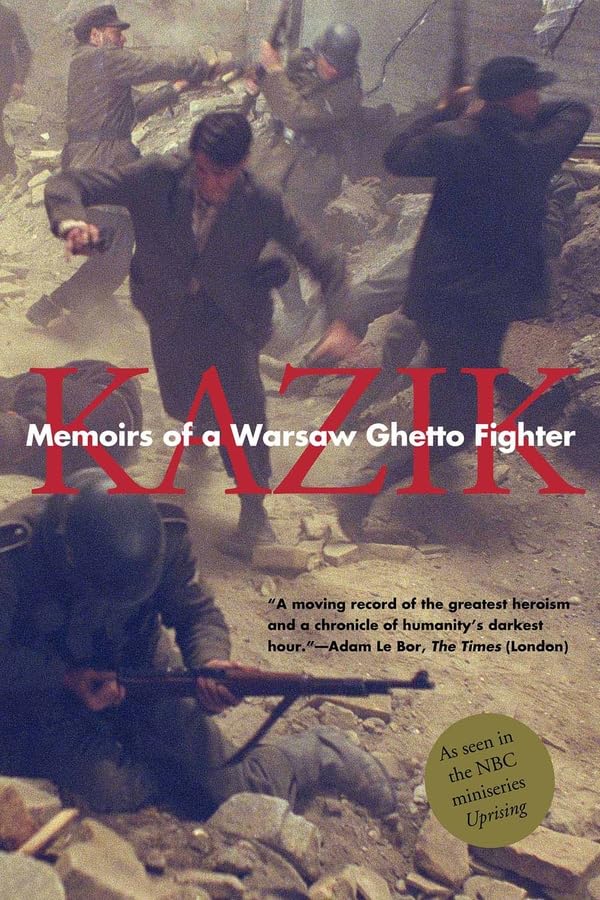 KAZIK
Memoirs of a Warsaw Ghetto Fighter
“A moving record of the greatest heroism
and a chronicle of humanity’s darkest
hour.”—Adam Le Bor, The Times (London)
As seen in
the NBC
miniseries
Uprising